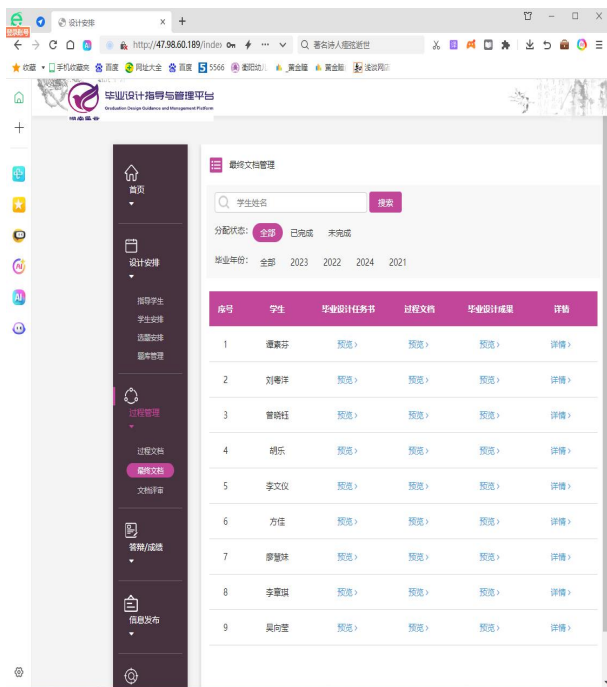 登录账号
设计安排
http://47.98.60.189/index
著名诗人痤弦逝世
收藏
手机收藏夹
百度
网址大全
百度
5566
衡阳幼儿
黄金瞳
黄金瞳
毕业设计指导与管理平台
Graduation Design Guidance and Management Platform
首页
设计安排
指导学生
学生安排
选题安排
题库管理
过程管理
过程文档
最终文档
文档评审
答辩/成绩
信息发布
最终文档管理
学生姓名
搜索
分配状态: 全部 已完成 未完成
毕业年份: 全部 2023 2022 2024 2021
序号 学生 毕业设计任务书 过程文档 毕业设计成果 详情
1 谭素芬 预览› 预览› 预览› 详情›
2 刘粤洋 预览› 预览› 预览› 详情›
3 曾晓钰 预览› 预览› 预览› 详情›
4 胡乐 预览› 预览› 预览› 详情›
5 李文仪 预览› 预览› 预览› 详情›
6 方佳 预览› 预览› 预览› 详情›
7 廖慧妹 预览› 预览› 预览› 详情›
8 李意琪 预览› 预览› 预览› 详情›
9 吴向莹 预览› 预览› 预览› 详情›